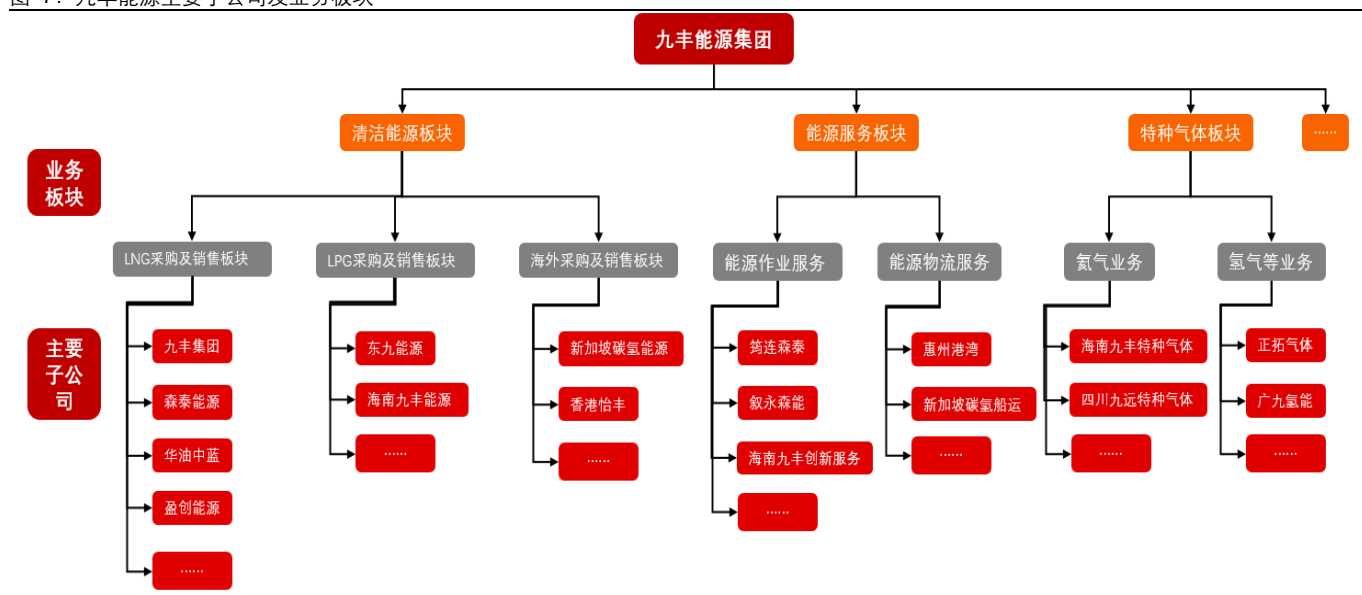 九丰能源集团
清洁能源板块
能源服务板块
特种气体板块
……
业务
板块
LNG采购及销售板块
LPG采购及销售板块
海外采购及销售板块
能源作业服务
能源物流服务
氦气业务
氢气等业务
主要
子公
司
九丰集团
森泰能源
华油中蓝
盈创能源
……
东九能源
海南九丰能源
……
新加坡碳氢能源
香港怡丰
……
筠连森泰
叙永森能
海南九丰创新服务
……
惠州港湾
新加坡碳氢船运
……
海南九丰特种气体
四川九远特种气体
……
正拓气体
广九氢能
……